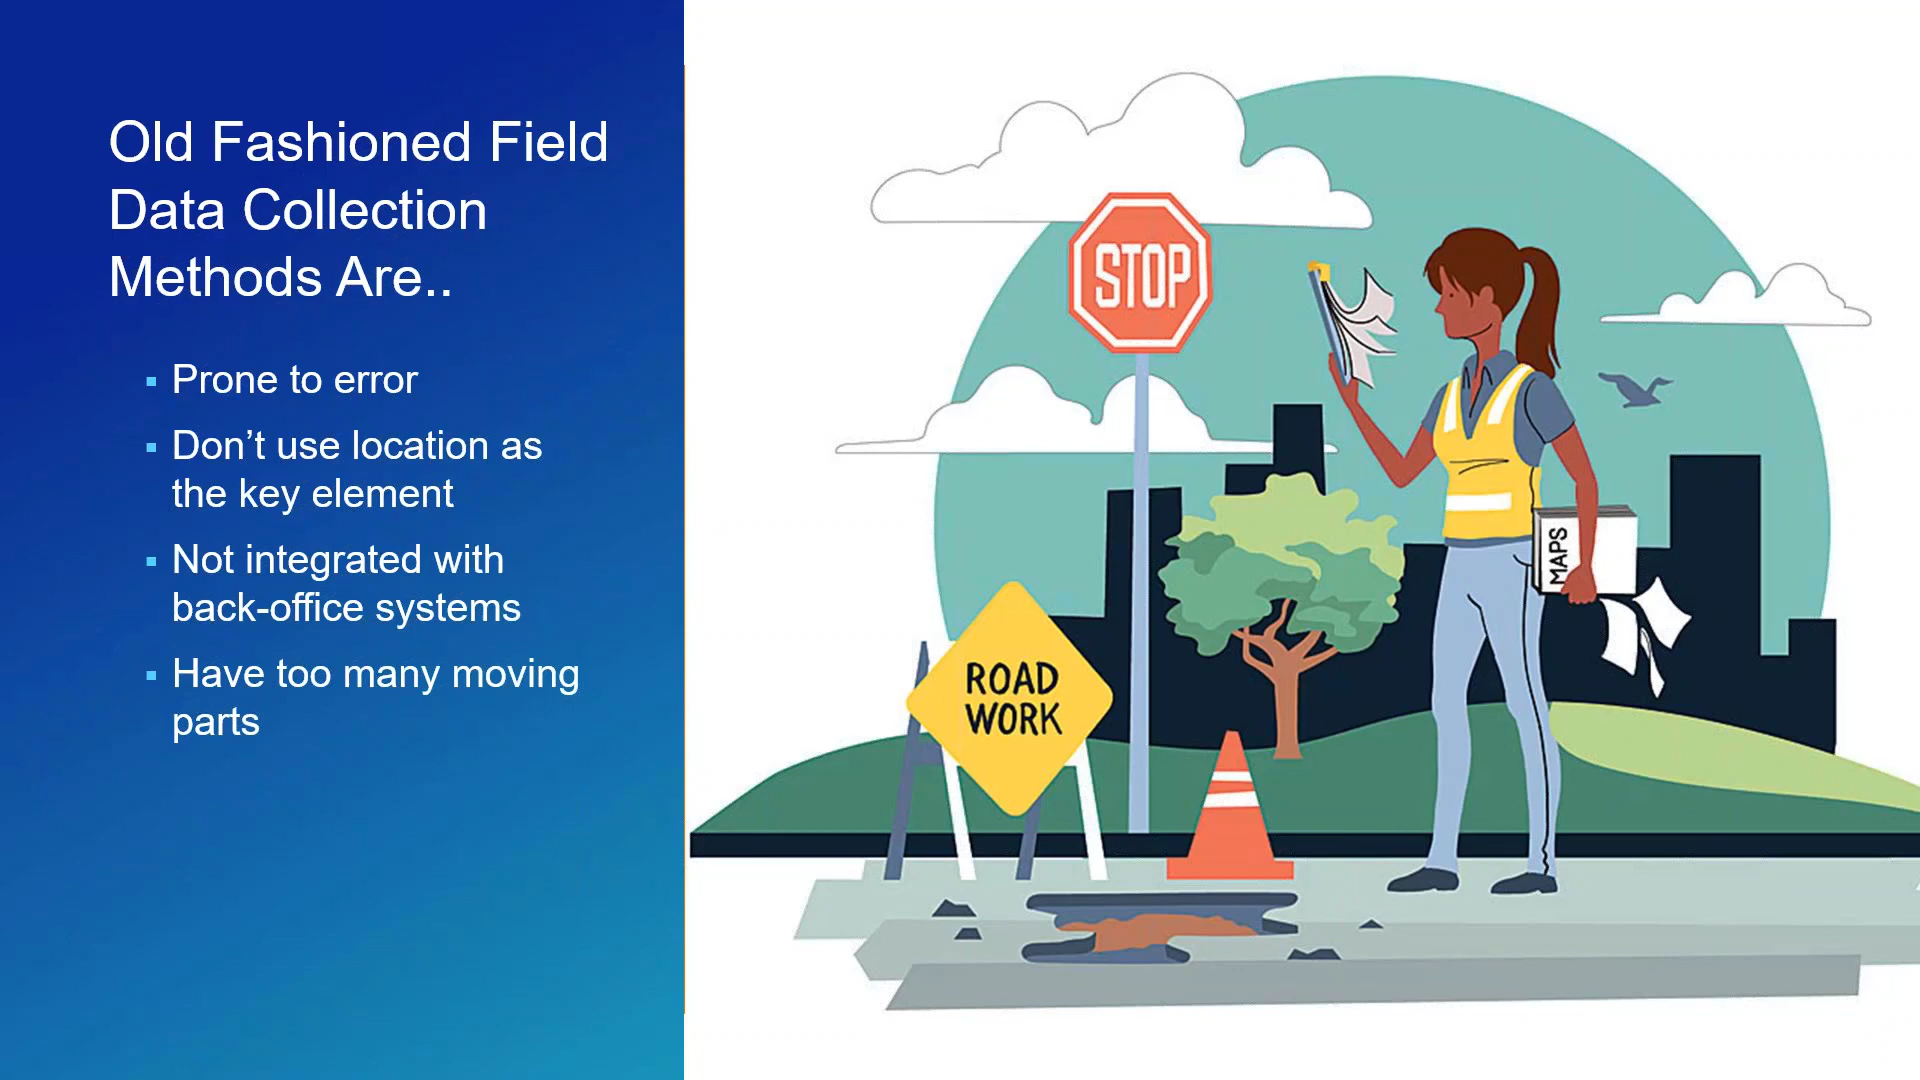 Old Fashioned Field
Data Collection
Methods Are..
▪ Prone to error
▪ Don’t use location as
the key element
▪ Not integrated with
back-office systems
▪ Have too many moving
parts
STOP
MAPS
ROAD
WORK